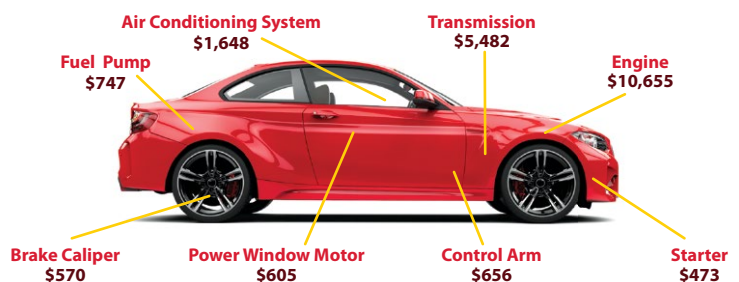 Air Conditioning System
$1,648
Transmission
$5,482
Fuel Pump
$747
Engine
$10,655
Brake Caliper
$570
Power Window Motor
$605
Control Arm
$656
Starter
$473